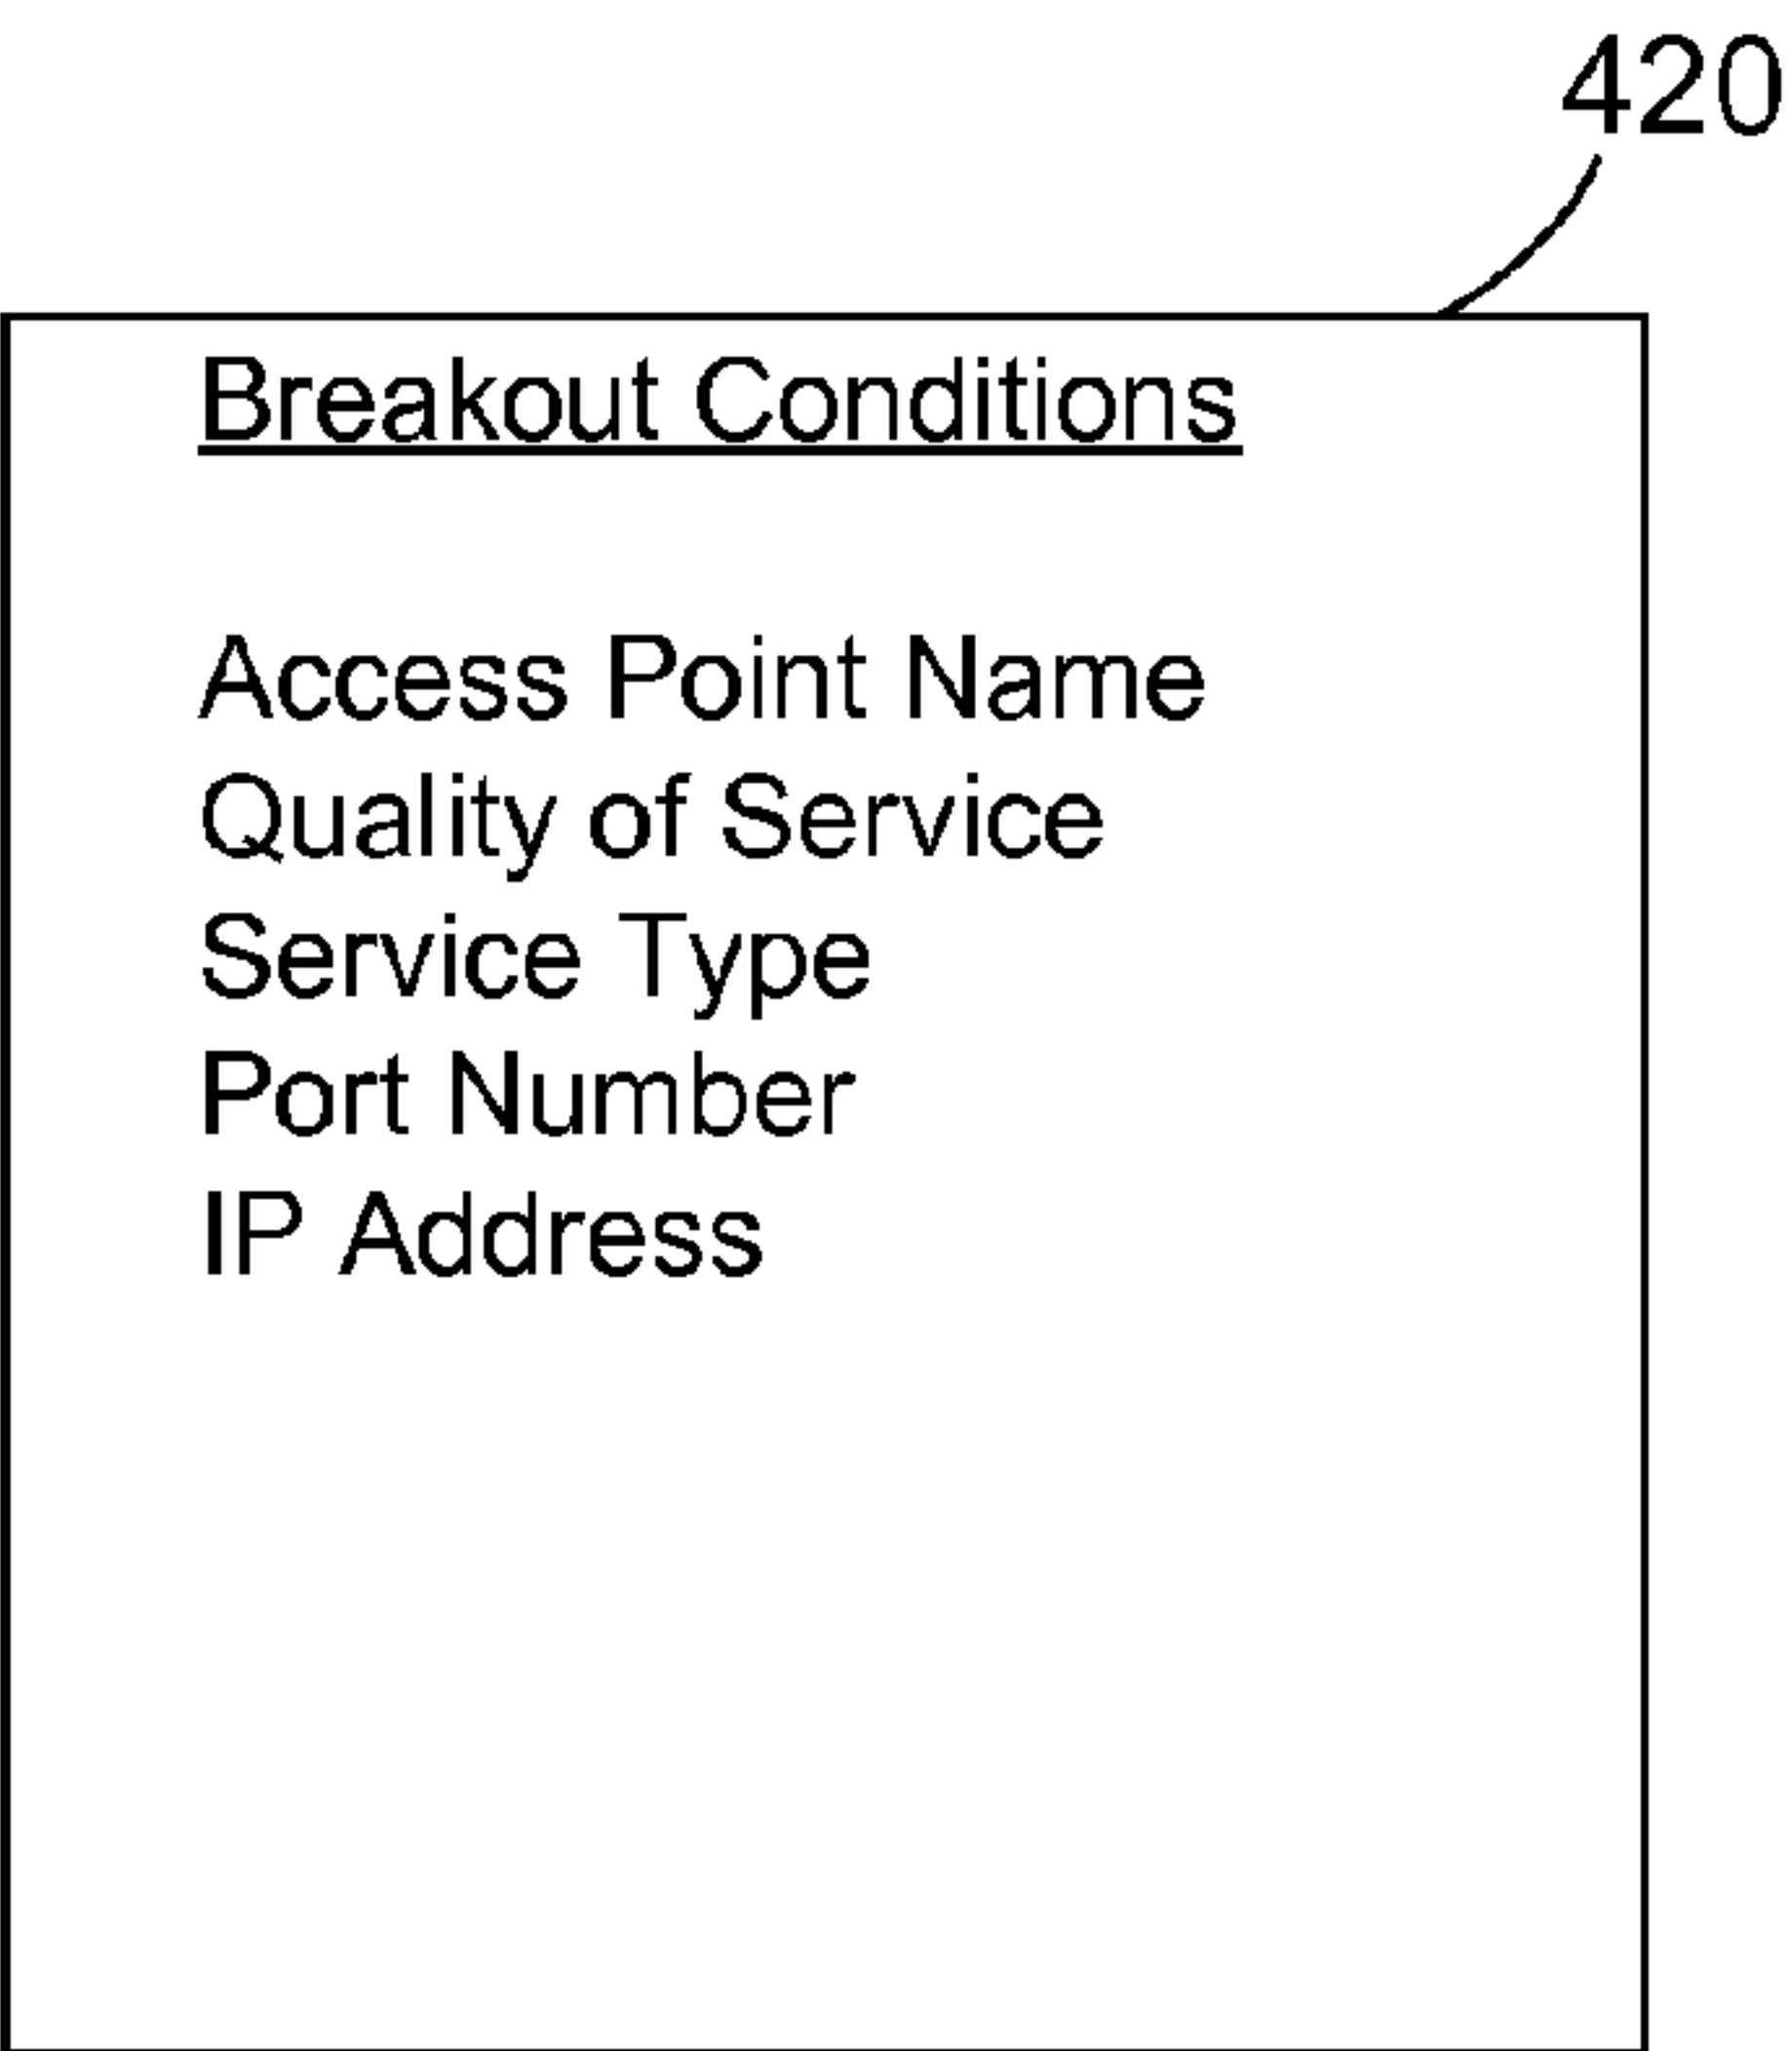 420
Breakout Conditions
Access Point Name
Quality of Service
Service Type
Port Number
IP Address